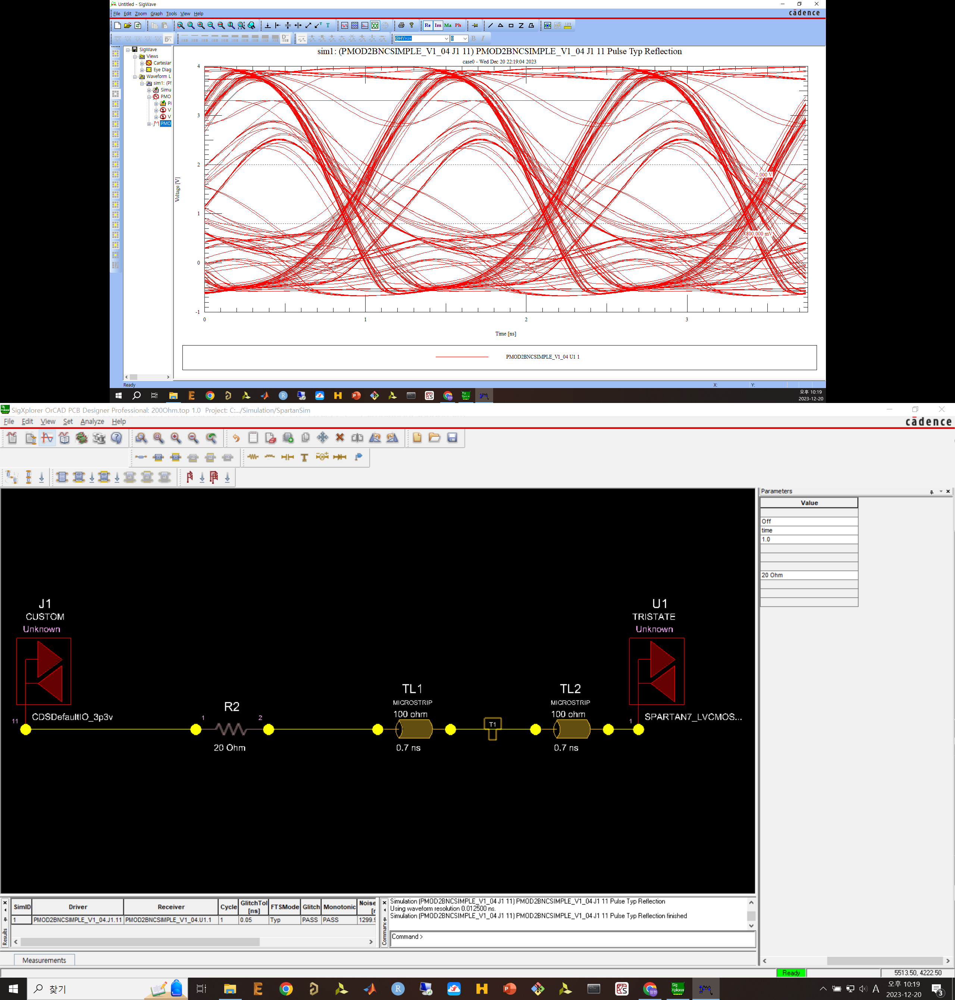 Untitled - SigWave
File Edit Zoom Graph Tools View Help
cādence
Re Im Ma Ph
SigWave
Views
Cartesiar
Eye Diag
Waveform L
sim1: (PI
Simu
PMO
Pi
V
V
PMO
sim1: (PMOD2BNCSIMPLE_V1_04 J1 11) PMOD2BNCSIMPLE_V1_04 J1 11 Pulse Typ Reflection
case0 - Wed Dec 20 22:19:04 2023
4
3
2
1
0
-1
Voltage [V]
2.000 V
800.000 mV
0 1 2 3
Time [ns]
PMOD2BNCSIMPLE_V1_04 U1 1
Ready
X: Y:
오후 10:19
2023-12-20
SigXplorer OrCAD PCB Designer Professional: 200Ohm.top 1.0 Project: C:.../Simulation/SpartanSim
File Edit View Set Analyze Help
cādence
Parameters
Value
Off
time
1.0
20 Ohm
J1
CUSTOM
Unknown
CDSDefaultIO_3p3v
11
R2
1 2
20 Ohm
TL1
MICROSTRIP
100 ohm
0.7 ns
T1
TL2
MICROSTRIP
100 ohm
0.7 ns
U1
TRISTATE
Unknown
1
SPARTAN7_LVCMOS...
SimID Driver Receiver Cycle GlitchTol [ns] FTSMode Glitch Monotonic Noise
1 PMOD2BNCSIMPLE_V1_04.J1.11 PMOD2BNCSIMPLE_V1_04.U1.1 1 0.05 Typ PASS PASS 1299.9
Results
Simulation (PMOD2BNCSIMPLE_V1_04 J1 11) PMOD2BNCSIMPLE_V1_04 J1 11 Pulse Typ Reflection
Using waveform resolution 0.012500 ns.
Simulation (PMOD2BNCSIMPLE_V1_04 J1 11) PMOD2BNCSIMPLE_V1_04 J1 11 Pulse Typ Reflection finished
Command >
Command
Measurements
Ready
5513.50, 4222.50
찾기
A
오후 10:19
2023-12-20
3